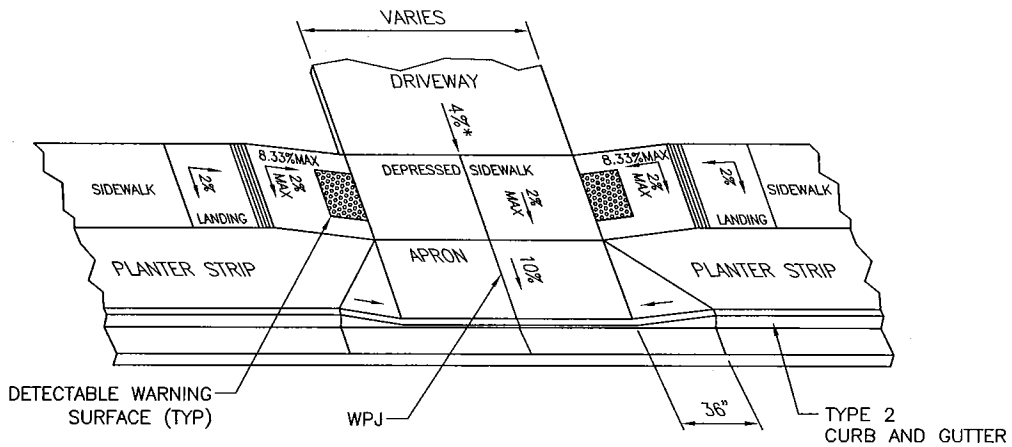 VARIES
DRIVEWAY
4%*
8.33%MAX
8.33%MAX
DEPRESSED SIDEWALK
SIDEWALK
2%
2%
MAX
2%
MAX
2%
MAX
2%
SIDEWALK
LANDING
LANDING
PLANTER STRIP
APRON
10%
PLANTER STRIP
DETECTABLE WARNING
SURFACE (TYP)
WPJ
36"
TYPE 2
CURB AND GUTTER